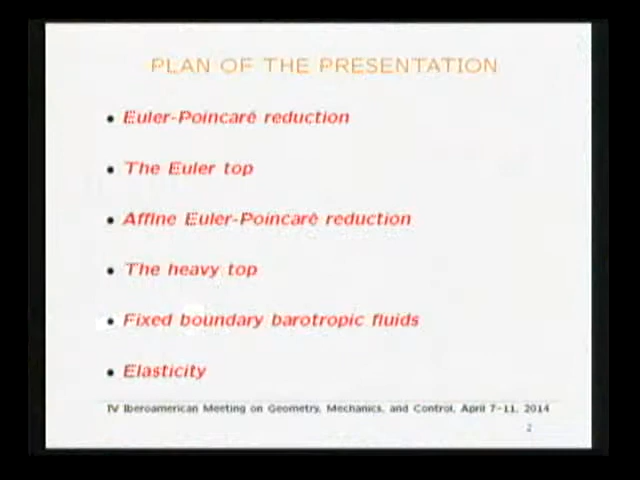 PLAN OF THE PRESENTATION
• Euler-Poincaré reduction
• The Euler top
• Affine Euler-Poincaré reduction
• The heavy top
• Fixed boundary barotropic fluids
• Elasticity
IV Iberoamerican Meeting on Geometry, Mechanics, and Control, April 7-11, 2014
2